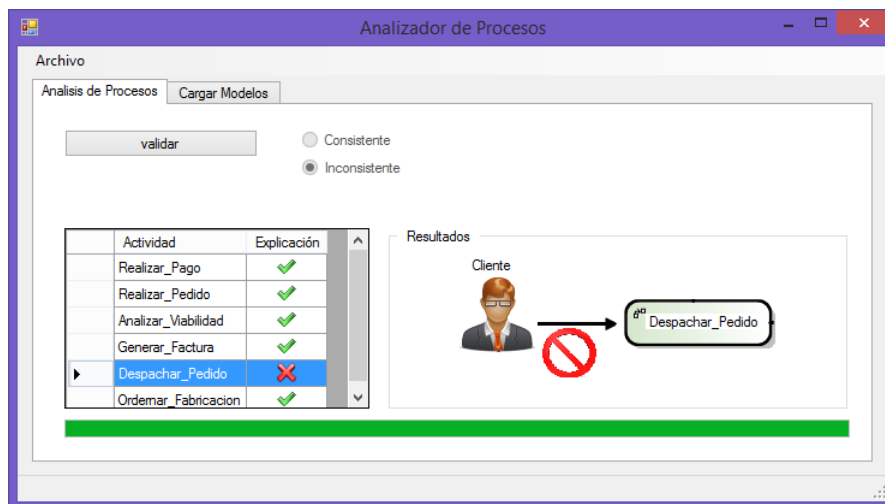 Analizador de Procesos
Archivo
Analisis de Procesos
Cargar Modelos
validar
Consistente
Inconsistente
Actividad Explicación
Realizar_Pago
Realizar_Pedido
Analizar_Viabilidad
Generar_Factura
Despachar_Pedido
Ordemar_Fabricacion
Resultados
Cliente
Despachar_Pedido